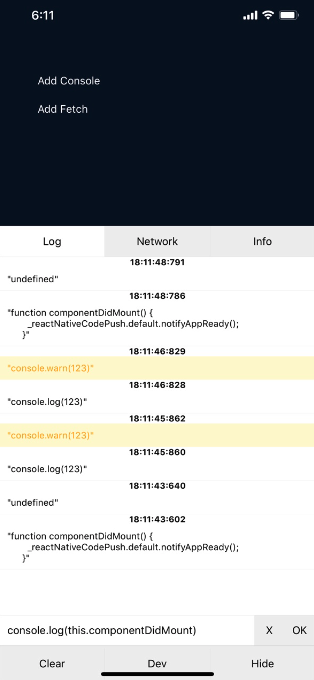 6:11
Add Console
Add Fetch
Log Network Info
18:11:48:791
"undefined"
18:11:48:786
"function componentDidMount() {
_reactNativeCodePush.default.notifyAppReady();
}"
18:11:46:829
"console.warn(123)"
18:11:46:828
"console.log(123)"
18:11:45:862
"console.warn(123)"
18:11:45:860
"console.log(123)"
18:11:43:640
"undefined"
18:11:43:602
"function componentDidMount() {
_reactNativeCodePush.default.notifyAppReady();
}"
console.log(this.componentDidMount) X OK
Clear Dev Hide